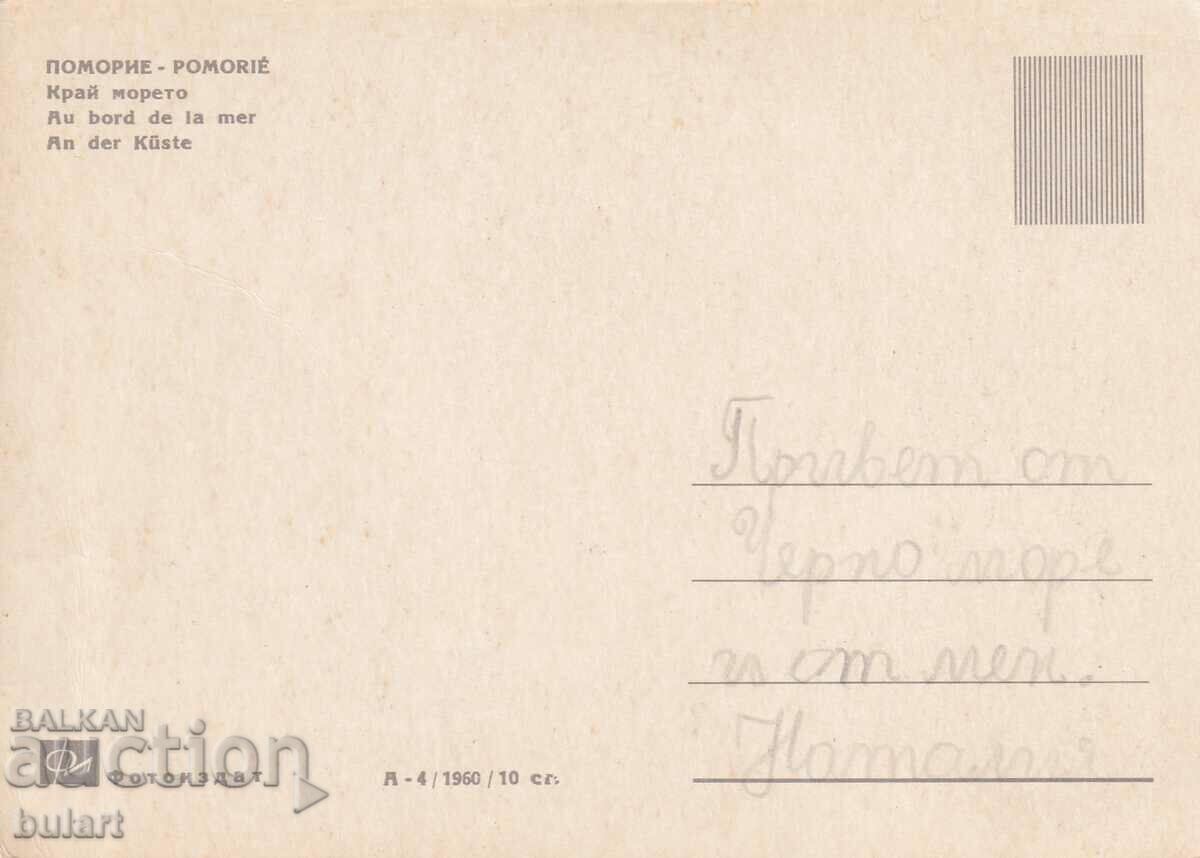 ПОМОРИЕ - POMORIÉ
Край морето
Au bord de la mer
An der Küste
Привет от
Черно море
и от мен.
Наталия
BALKAN
auction
Фотоиздат
А - 4 / 1960 / 10 ст.
bulart